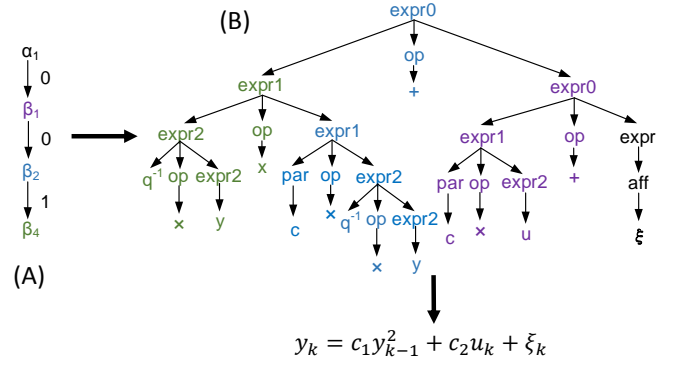 (B)
expr0
α₁
0
op
β₁
expr1
+
expr0
0
expr2
op
expr1
expr1
op
expr
β₂
q⁻¹ op expr2
x
par
op
expr2
par op expr2
+
aff
1
×
y
c
×
q⁻¹ op expr2
c
×
u
ξ
β₄
×
y
(A)
yₖ = c₁y²ₖ₋₁ + c₂uₖ + ξₖ